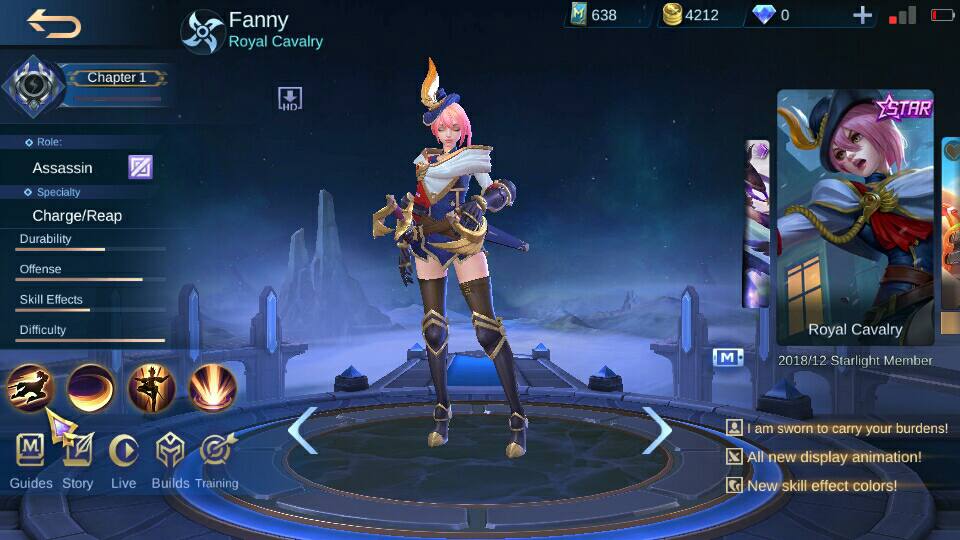 Fanny
Royal Cavalry
638
4212
0
Chapter 1
HD
Role:
Assassin
Specialty
Charge/Reap
Durability
Offense
Skill Effects
Difficulty
STAR
Royal Cavalry
M
2018/12 Starlight Member
I am sworn to carry your burdens!
All new display animation!
New skill effect colors!
Guides
Story
Live
Builds
Training